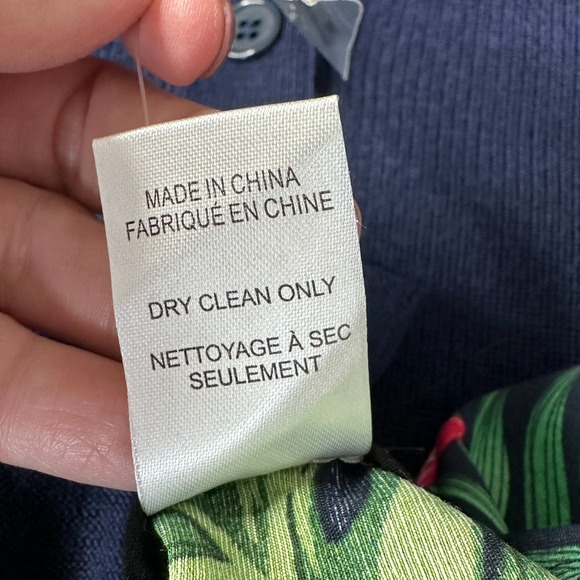 MADE IN CHINA
FABRIQUÉ EN CHINE
DRY CLEAN ONLY
NETTOYAGE À SEC
SEULEMENT